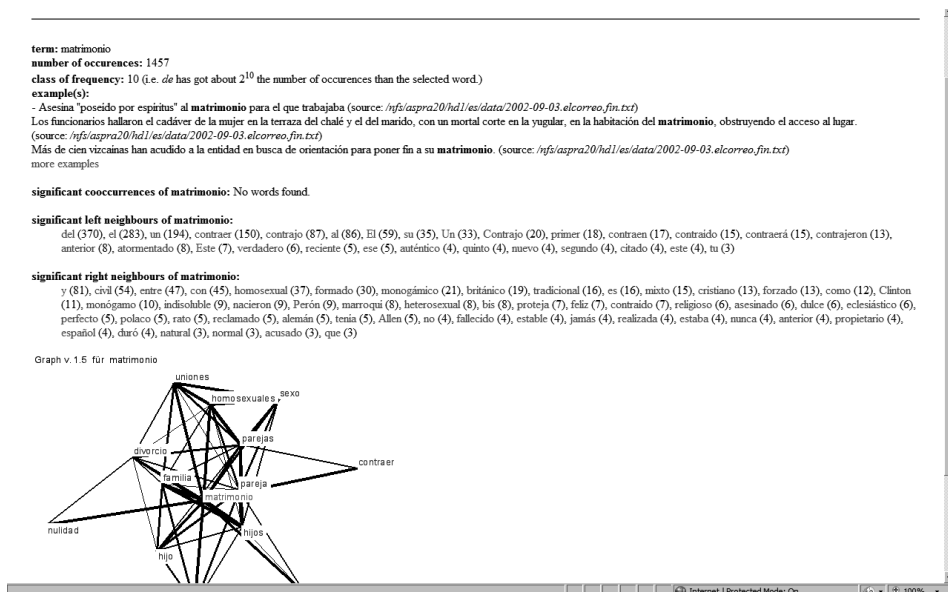 term: matrimonio
number of occurences: 1457
class of frequency: 10 (i.e. de has got about 2^10 the number of occurences than the selected word.)
example(s):
- Asesina "poseido por espiritus" al matrimonio para el que trabajaba (source: /nfs/aspra20/hd1/es/data/2002-09-03.elcorreo.fin.txt)
Los funcionarios hallaron el cadáver de la mujer en la terraza del chalé y el del marido, con un mortal corte en la yugular, en la habitación del matrimonio, obstruyendo el acceso al lugar.
(source: /nfs/aspra20/hd1/es/data/2002-09-03.elcorreo.fin.txt)
Más de cien vizcainas han acudido a la entidad en busca de orientación para poner fin a su matrimonio. (source: /nfs/aspra20/hd1/es/data/2002-09-03.elcorreo.fin.txt)
more examples
significant cooccurrences of matrimonio: No words found.
significant left neighbours of matrimonio:
del (370), el (283), un (194), contraer (150), contrajo (87), al (86), El (59), su (35), Un (33), Contrajo (20), primer (18), contraen (17), contraido (15), contraerá (15), contrajeron (13),
anterior (8), atormentado (8), Este (7), verdadero (6), reciente (5), ese (5), auténtico (4), quinto (4), nuevo (4), segundo (4), citado (4), este (4), tu (3)
significant right neighbours of matrimonio:
y (81), civil (54), entre (47), con (45), homosexual (37), formado (30), monogámico (21), británico (19), tradicional (16), es (16), mixto (15), cristiano (13), forzado (13), como (12), Clinton
(11), monógamo (10), indisoluble (9), nacieron (9), Perón (9), marroqui (8), heterosexual (8), bis (8), proteja (7), feliz (7), contraido (7), religioso (6), asesinado (6), dulce (6), eclesiástico (6),
perfecto (5), polaco (5), rato (5), reclamado (5), alemán (5), tenia (5), Allen (5), no (4), fallecido (4), estable (4), jamás (4), realizada (4), estaba (4), nunca (4), anterior (4), propietario (4),
español (4), duró (4), natural (3), normal (3), acusado (3), que (3)
Graph v.1.5 für matrimonio
uniones
homosexuales
sexo
parejas
divorcio
contraer
familia
pareja
matrimonio
nulidad
hijos
hijo
Internet | Protected Mode: On
100%